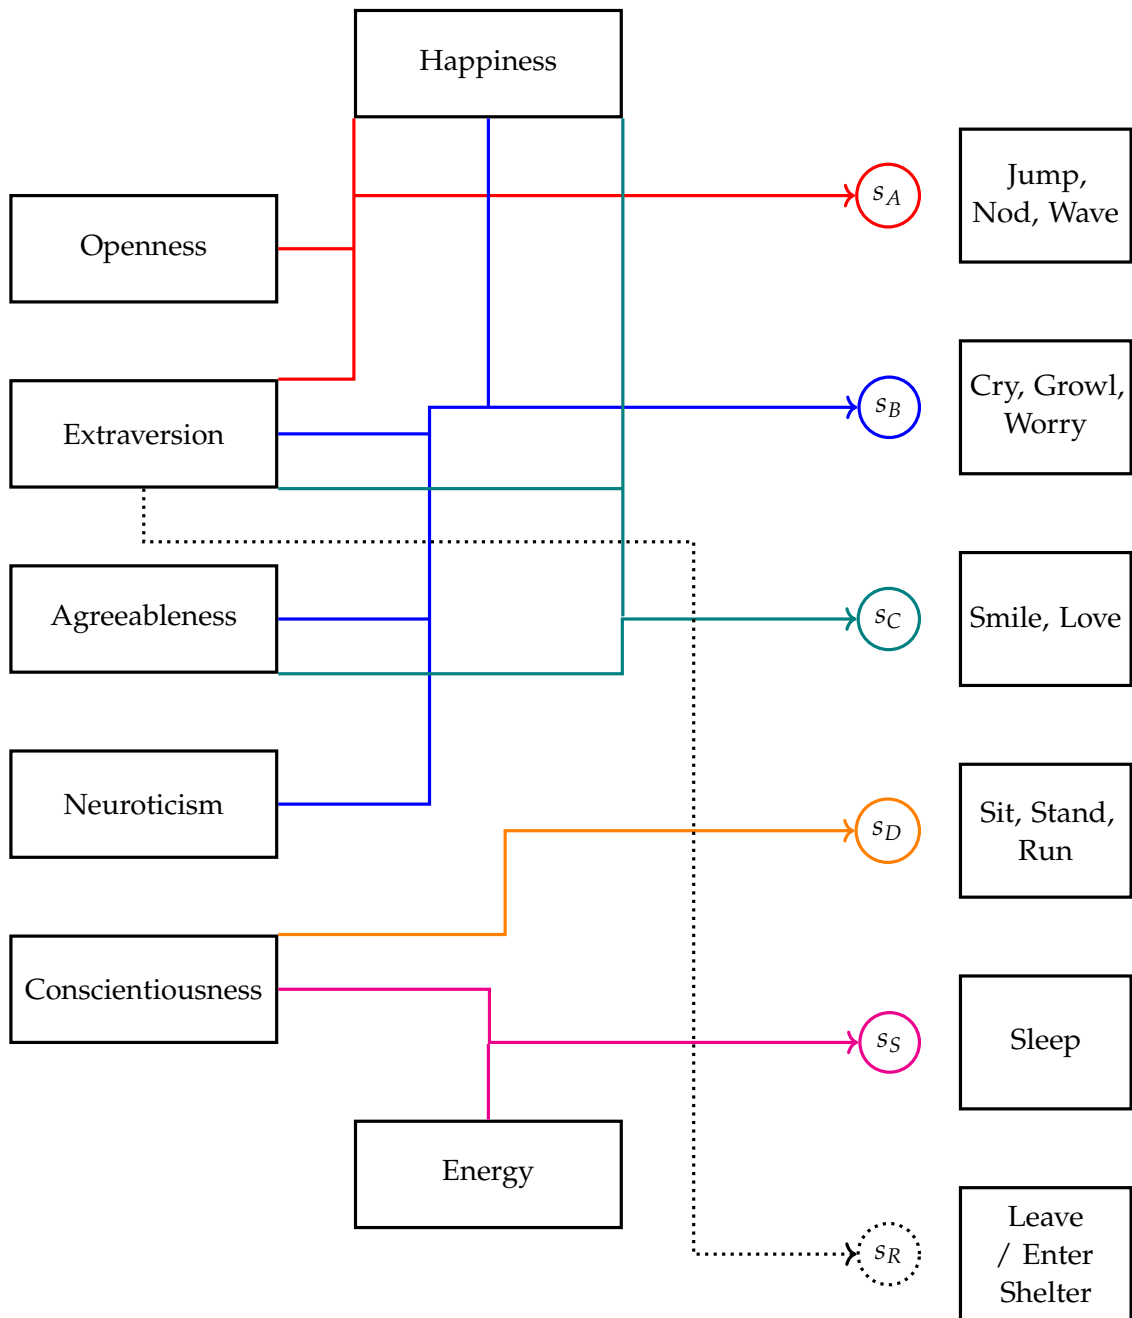 Happiness
Openness
Extraversion
Agreeableness
Neuroticism
Conscientiousness
Energy
s_A
Jump,
Nod, Wave
s_B
Cry, Growl,
Worry
s_C
Smile, Love
s_D
Sit, Stand,
Run
s_S
Sleep
s_R
Leave
/ Enter
Shelter